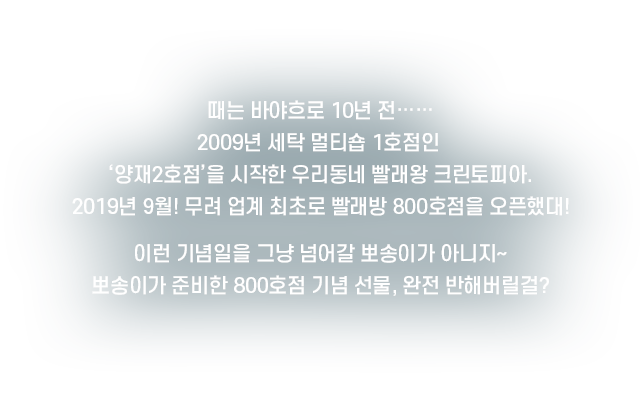 때는 바야흐로 10년 전……
2009년 세탁 멀티숍 1호점인
‘양재2호점’을 시작한 우리동네 빨래왕 크린토피아.
2019년 9월! 무려 업계 최초로 빨래방 800호점을 오픈했대!
이런 기념일을 그냥 넘어갈 뽀송이가 아니지~
뽀송이가 준비한 800호점 기념 선물, 완전 반해버릴걸?